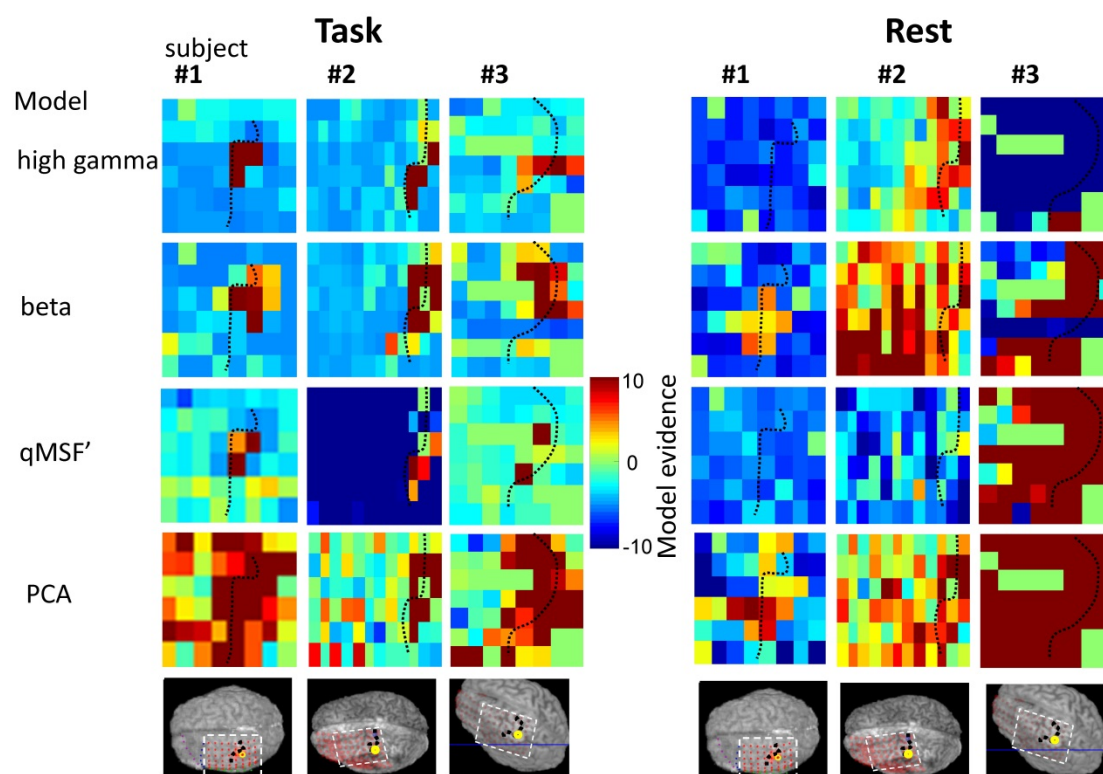 Task
Rest
subject
#1 #2 #3 #1 #2 #3
Model
high gamma
beta
qMSF’
PCA
10
0
-10
Model evidence